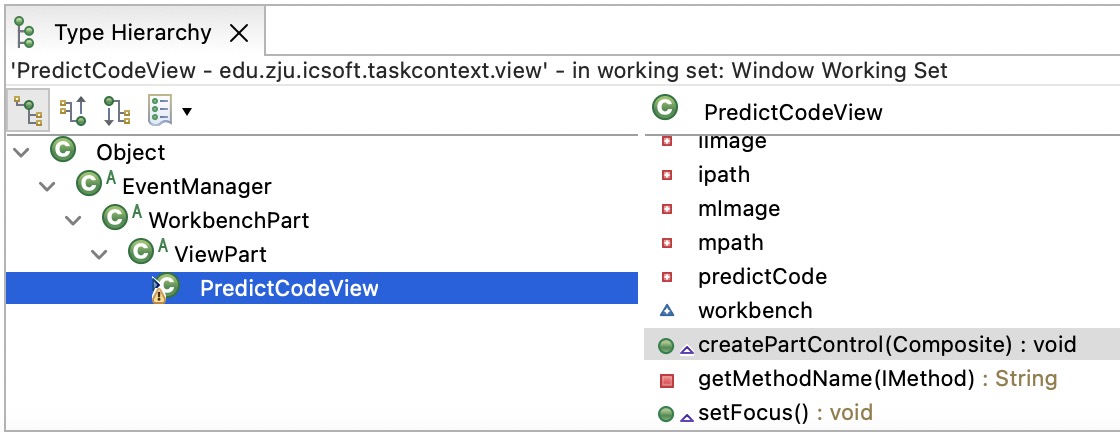 Type Hierarchy
'PredictCodeView - edu.zju.icsoft.taskcontext.view' - in working set: Window Working Set
Object
EventManager
WorkbenchPart
ViewPart
PredictCodeView
PredictCodeView
ipath
mImage
mpath
predictCode
workbench
createPartControl(Composite) : void
getMethodName(IMethod) : String
setFocus() : void